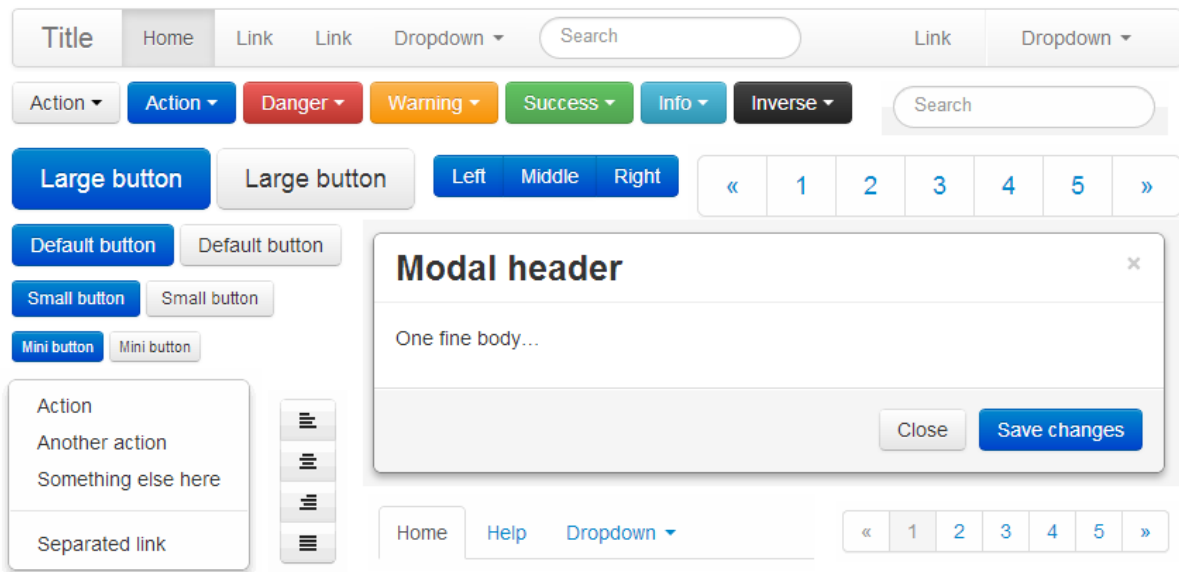 Title Home Link Link Dropdown Search Link Dropdown
Action Action Danger Warning Success Info Inverse Search
Large button Large button Left Middle Right « 1 2 3 4 5 »
Default button Default button
Modal header ×
Small button Small button
One fine body…
Mini button Mini button
Close Save changes
Action
Another action
Something else here
Separated link
Home Help Dropdown « 1 2 3 4 5 »